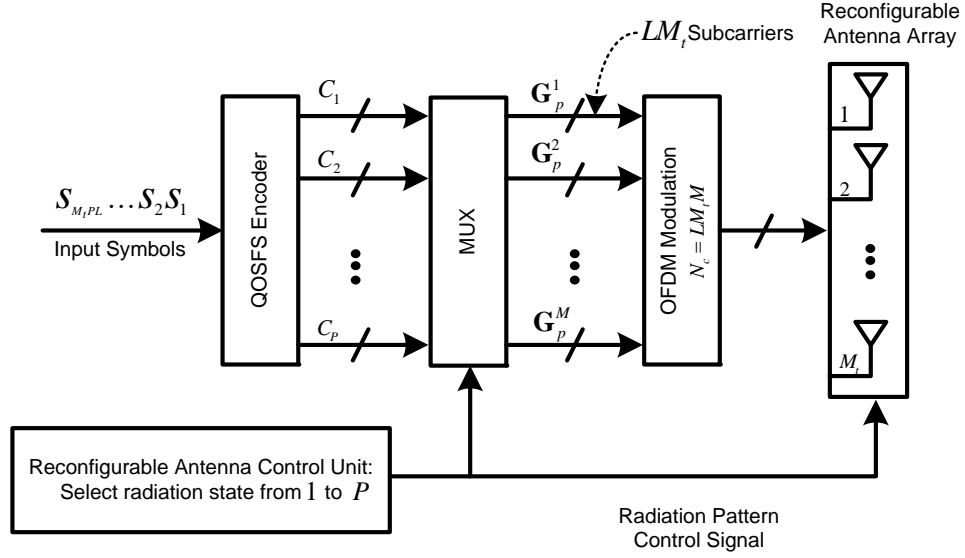 Reconfigurable
Antenna Array
LM_t Subcarriers
C_1
G_p^1
1
C_2
G_p^2
2
S_{M_tPL} ... S_2 S_1
Input Symbols
QOSFS Encoder
MUX
OFDM Modulation
N_c = LM_tM
C_P
G_p^M
M_t
Reconfigurable Antenna Control Unit:
Select radiation state from 1 to P
Radiation Pattern
Control Signal